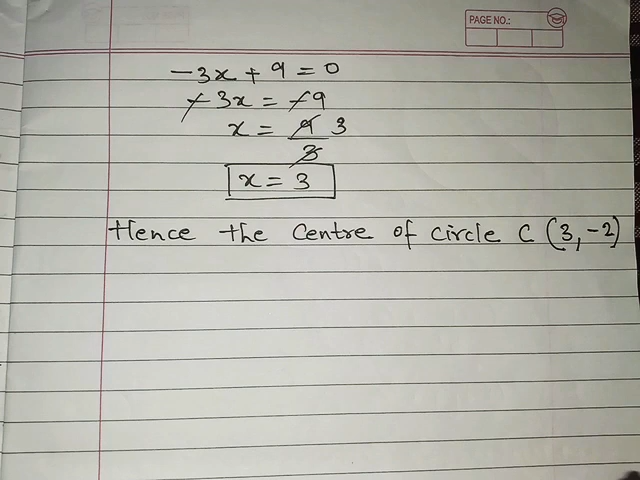 PAGE NO.:
-3x + 9 = 0
-3x = -9
x = 9/3 3
x = 3
Hence the Centre of circle C (3,-2)